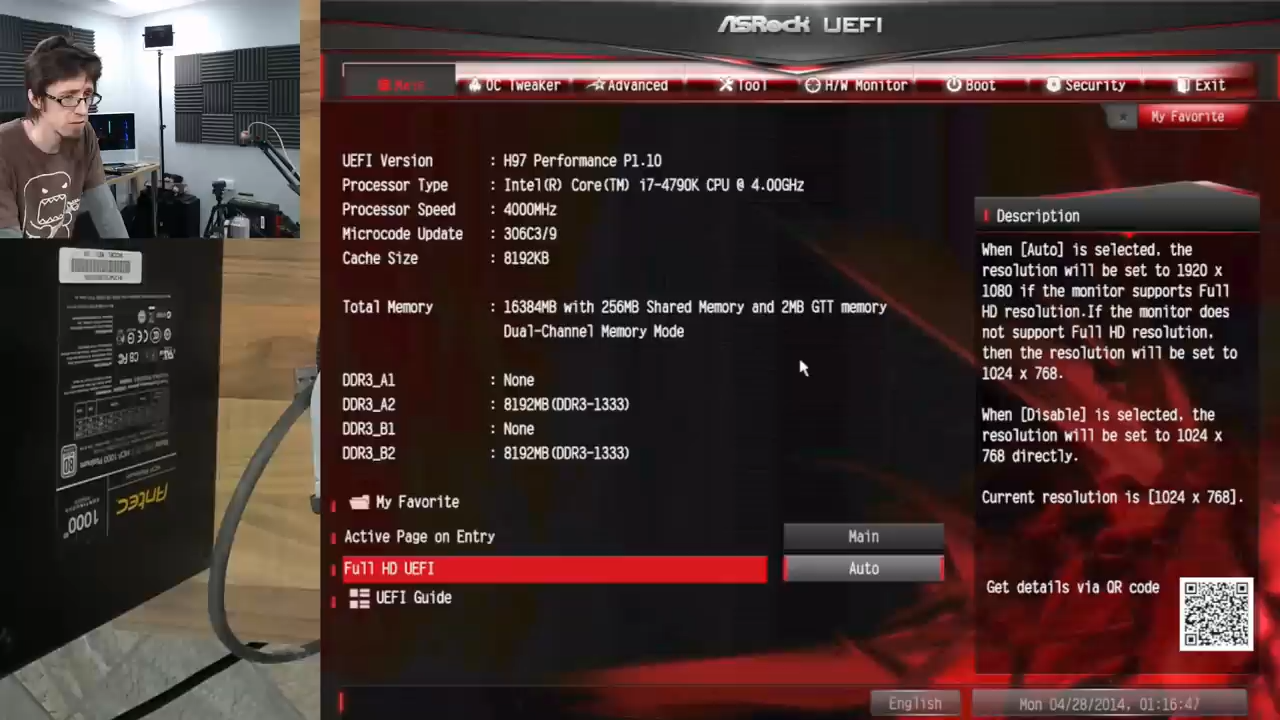 ASRock UEFI
Main OC Tweaker Advanced Tool H/W Monitor Boot Security Exit
My Favorite
UEFI Version : H97 Performance P1.10
Processor Type : Intel(R) Core(TM) i7-4790K CPU @ 4.00GHz
Processor Speed : 4000MHz
Microcode Update : 306C3/9
Cache Size : 8192KB
Total Memory : 16384MB with 256MB Shared Memory and 2MB GTT memory
Dual-Channel Memory Mode
DDR3_A1 : None
DDR3_A2 : 8192MB(DDR3-1333)
DDR3_B1 : None
DDR3_B2 : 8192MB(DDR3-1333)
My Favorite
Active Page on Entry Main
Full HD UEFI Auto
UEFI Guide
Description
When [Auto] is selected. the
resolution will be set to 1920 x
1080 if the monitor supports Full
HD resolution.If the monitor does
not support Full HD resolution.
then the resolution will be set to
1024 x 768.
When [Disable] is selected. the
resolution will be set to 1024 x
768 directly.
Current resolution is [1024 x 768].
Get details via QR code
English
Mon 04/28/2014, 01:16:47
Antec
1000
HCP-1000 Platinum
80